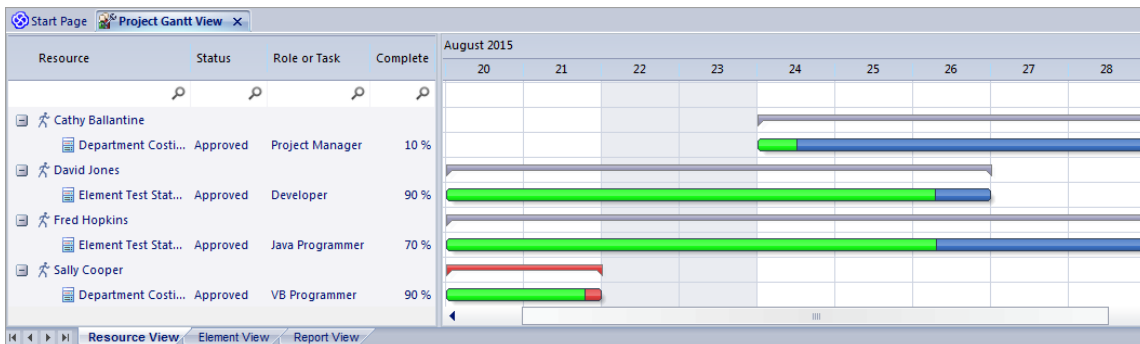 Start Page Project Gantt View X
Resource Status Role or Task Complete August 2015
20 21 22 23 24 25 26 27 28
Cathy Ballantine
Department Costi... Approved Project Manager 10 %
David Jones
Element Test Stat... Approved Developer 90 %
Fred Hopkins
Element Test Stat... Approved Java Programmer 70 %
Sally Cooper
Department Costi... Approved VB Programmer 90 %
Resource View Element View Report View